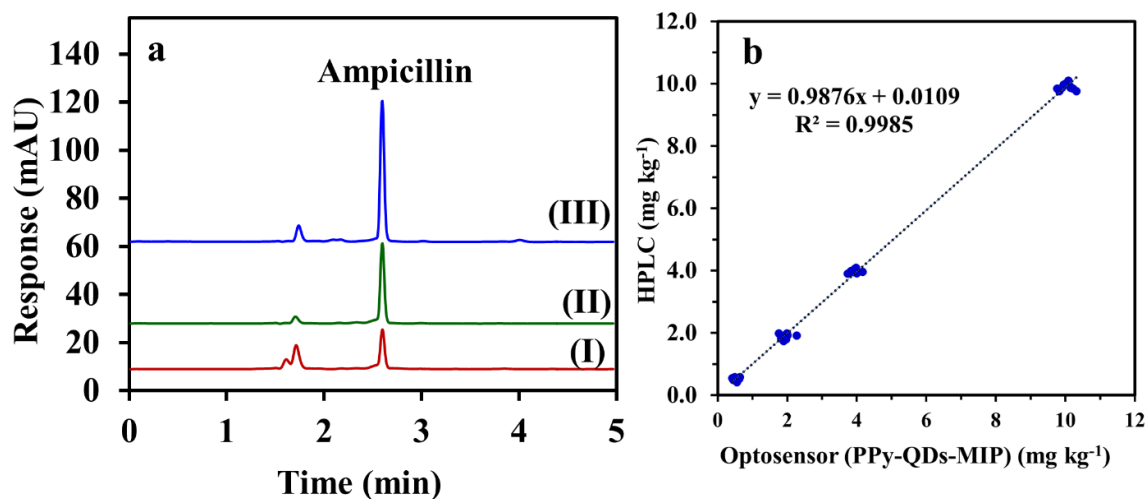 a
Ampicillin
140
120
100
80
60
40
20
0
Response (mAU)
(III)
(II)
(I)
0 1 2 3 4 5
Time (min)
b
y = 0.9876x + 0.0109
R² = 0.9985
12.0
10.0
8.0
6.0
4.0
2.0
0.0
HPLC (mg kg⁻¹)
0 2 4 6 8 10 12
Optosensor (PPy-QDs-MIP) (mg kg⁻¹)